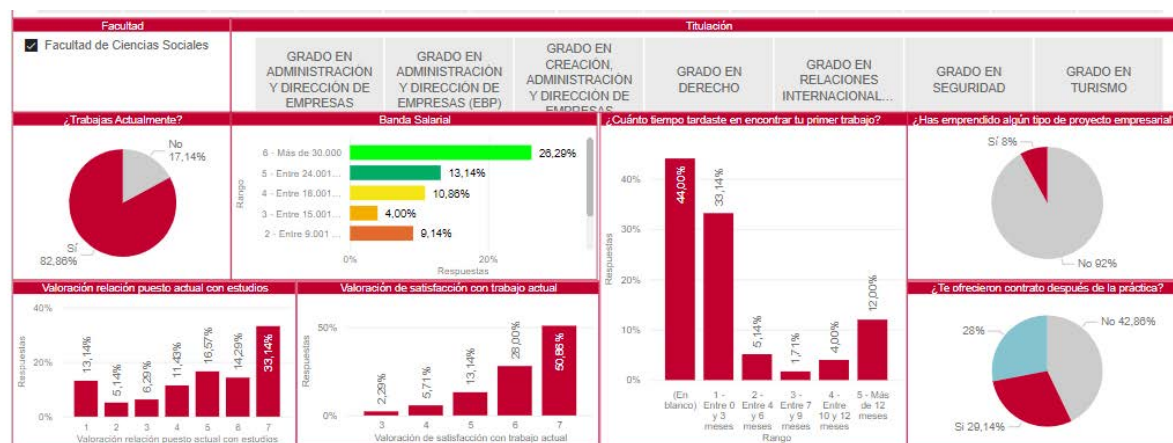 Facultad
Titulación
Facultad de Ciencias Sociales
GRADO EN
ADMINISTRACIÓN
Y DIRECCIÓN DE
EMPRESAS
GRADO EN
ADMINISTRACIÓN
Y DIRECCIÓN DE
EMPRESAS (EBP)
GRADO EN
CREACIÓN,
ADMINISTRACIÓN
Y DIRECCIÓN DE
EMPRESAS
GRADO EN
DERECHO
GRADO EN
RELACIONES
INTERNACIONAL...
GRADO EN
SEGURIDAD
GRADO EN
TURISMO
¿Trabajas Actualmente?
No
17,14%
Sí
82,86%
Banda Salarial
Rango
6 - Más de 30.000
26,29%
5 - Entre 24.001...
13,14%
4 - Entre 18.001...
10,86%
3 - Entre 15.001...
4,00%
2 - Entre 9.001 ...
9,14%
0%
20%
Respuestas
¿Cuánto tiempo tardaste en encontrar tu primer trabajo?
Respuestas
40%
30%
20%
10%
0%
44,00%
33,14%
5,14%
1,71%
4,00%
12,00%
(En
blanco)
1 -
Entre 0
y 3
meses
2 -
Entre 4
y 6
meses
3 -
Entre 7
y 9
meses
4 -
Entre
10 y 12
meses
5 - Más
de 12
meses
Rango
¿Has emprendido algún tipo de proyecto empresarial?
Sí 8%
No 92%
Valoración relación puesto actual con estudios
Respuestas
40%
20%
0%
13,14%
5,14%
6,29%
11,43%
16,57%
14,29%
33,14%
1
2
3
4
5
6
7
Valoración relación puesto actual con estudios
Valoración de satisfacción con trabajo actual
Respuestas
50%
0%
2,29%
5,71%
13,14%
28,00%
50,86%
3
4
5
6
7
Valoración de satisfacción con trabajo actual
¿Te ofrecieron contrato después de la práctica?
28%
No 42,86%
Si 29,14%